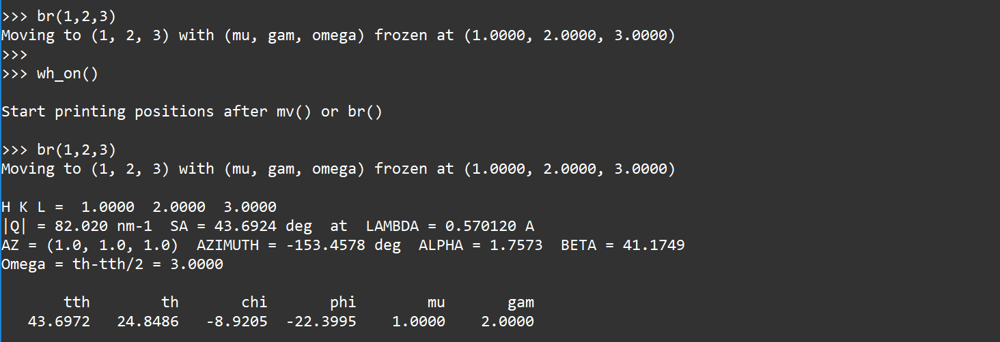 >>> br(1,2,3)
Moving to (1, 2, 3) with (mu, gam, omega) frozen at (1.0000, 2.0000, 3.0000)
>>>
>>> wh_on()
Start printing positions after mv() or br()
>>> br(1,2,3)
Moving to (1, 2, 3) with (mu, gam, omega) frozen at (1.0000, 2.0000, 3.0000)
H K L =  1.0000  2.0000  3.0000
|Q| = 82.020 nm-1  SA = 43.6924 deg  at  LAMBDA = 0.570120 A
AZ = (1.0, 1.0, 1.0)  AZIMUTH = -153.4578 deg  ALPHA = 1.7573  BETA = 41.1749
Omega = th-tth/2 = 3.0000
       tth        th       chi       phi        mu       gam
   43.6972   24.8486   -8.9205  -22.3995    1.0000    2.0000